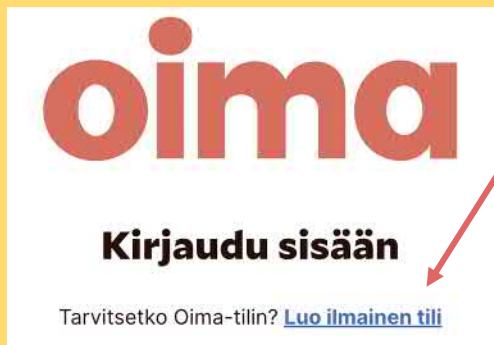 oima
Kirjaudu sisään
Tarvitsetko Oima-tilin? Luo ilmainen tili